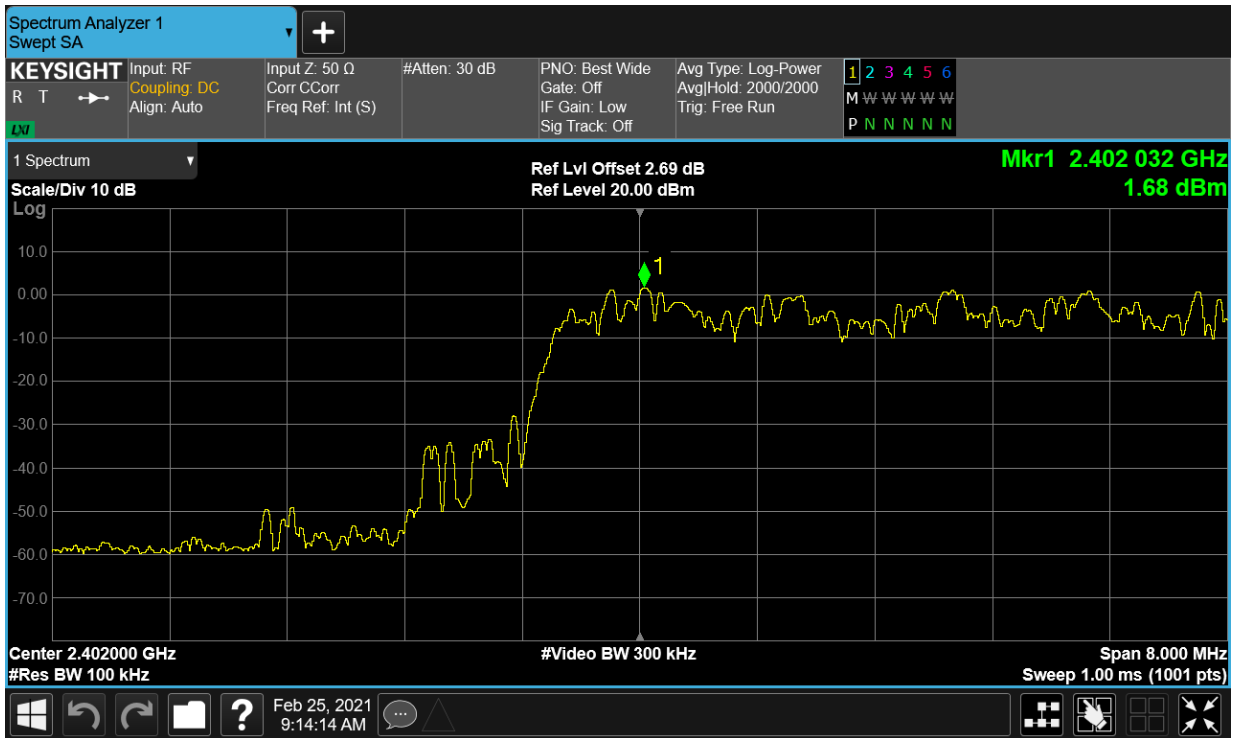 Spectrum Analyzer 1
Swept SA
KEYSIGHT
R T
LXI
Input: RF
Coupling: DC
Align: Auto
Input Z: 50 Ω
Corr CCorr
Freq Ref: Int (S)
#Atten: 30 dB
PNO: Best Wide
Gate: Off
IF Gain: Low
Sig Track: Off
Avg Type: Log-Power
Avg|Hold: 2000/2000
Trig: Free Run
1 2 3 4 5 6
M W W W W W
P N N N N N
1 Spectrum
Scale/Div 10 dB
Log
Ref Lvl Offset 2.69 dB
Ref Level 20.00 dBm
Mkr1 2.402 032 GHz
1.68 dBm
1
10.0
0.00
-10.0
-20.0
-30.0
-40.0
-50.0
-60.0
-70.0
Center 2.402000 GHz
#Res BW 100 kHz
#Video BW 300 kHz
Span 8.000 MHz
Sweep 1.00 ms (1001 pts)
?
Feb 25, 2021
9:14:14 AM